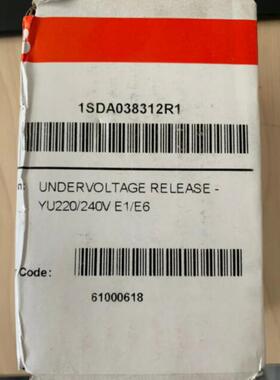 1SDA038312R1
n:
UNDERVOLTAGE RELEASE -
YU220/240V E1/E6
Code:
61000618